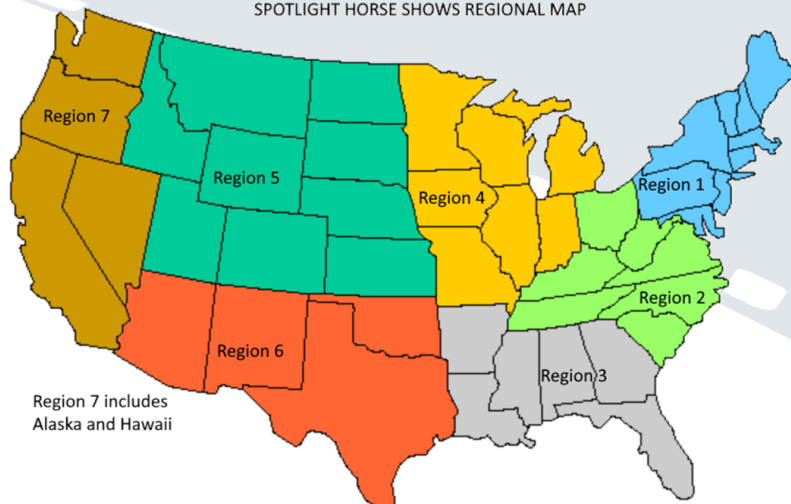 SPOTLIGHT HORSE SHOWS REGIONAL MAP
Region 7
Region 5
Region 4
Region 1
Region 2
Region 6
Region 3
Region 7 includes
Alaska and Hawaii